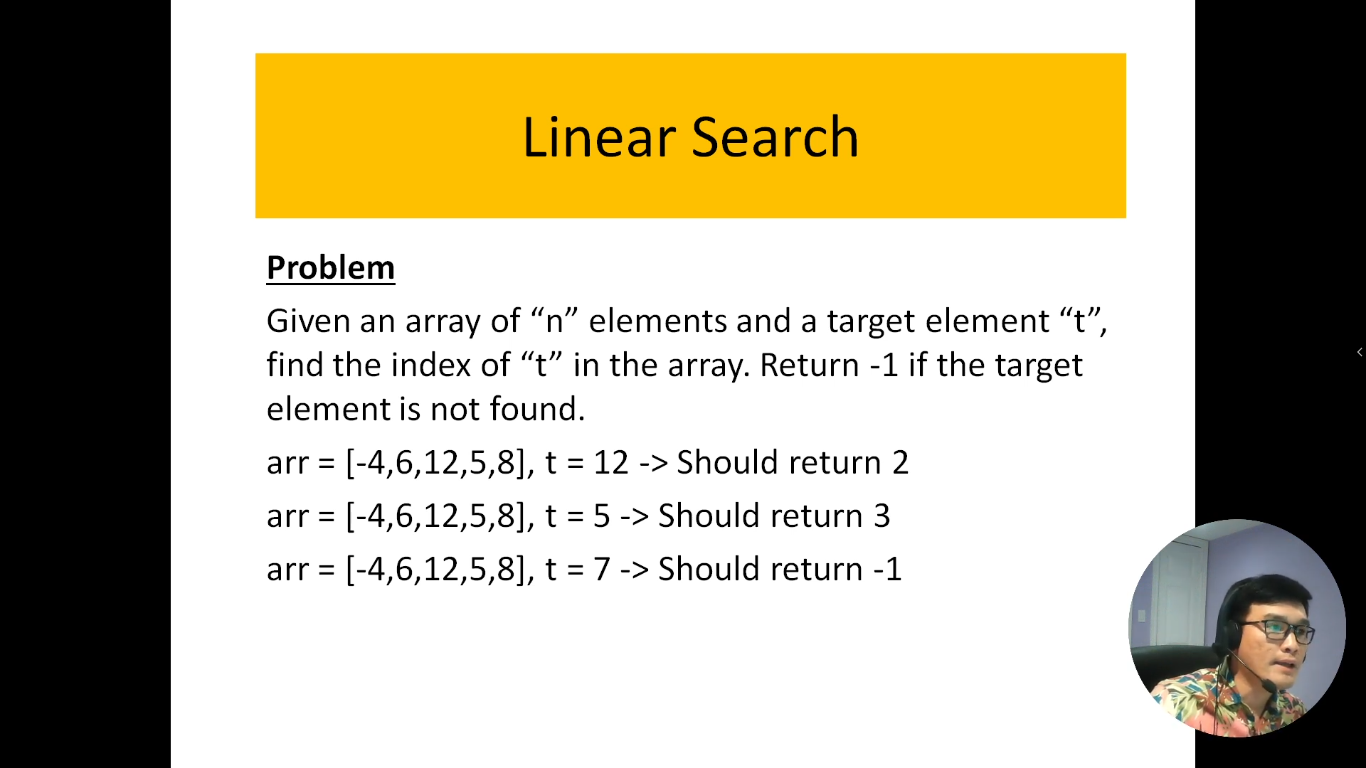 Linear Search
Problem
Given an array of “n” elements and a target element “t”,
find the index of “t” in the array. Return -1 if the target
element is not found.
arr = [-4,6,12,5,8], t = 12 -> Should return 2
arr = [-4,6,12,5,8], t = 5 -> Should return 3
arr = [-4,6,12,5,8], t = 7 -> Should return -1